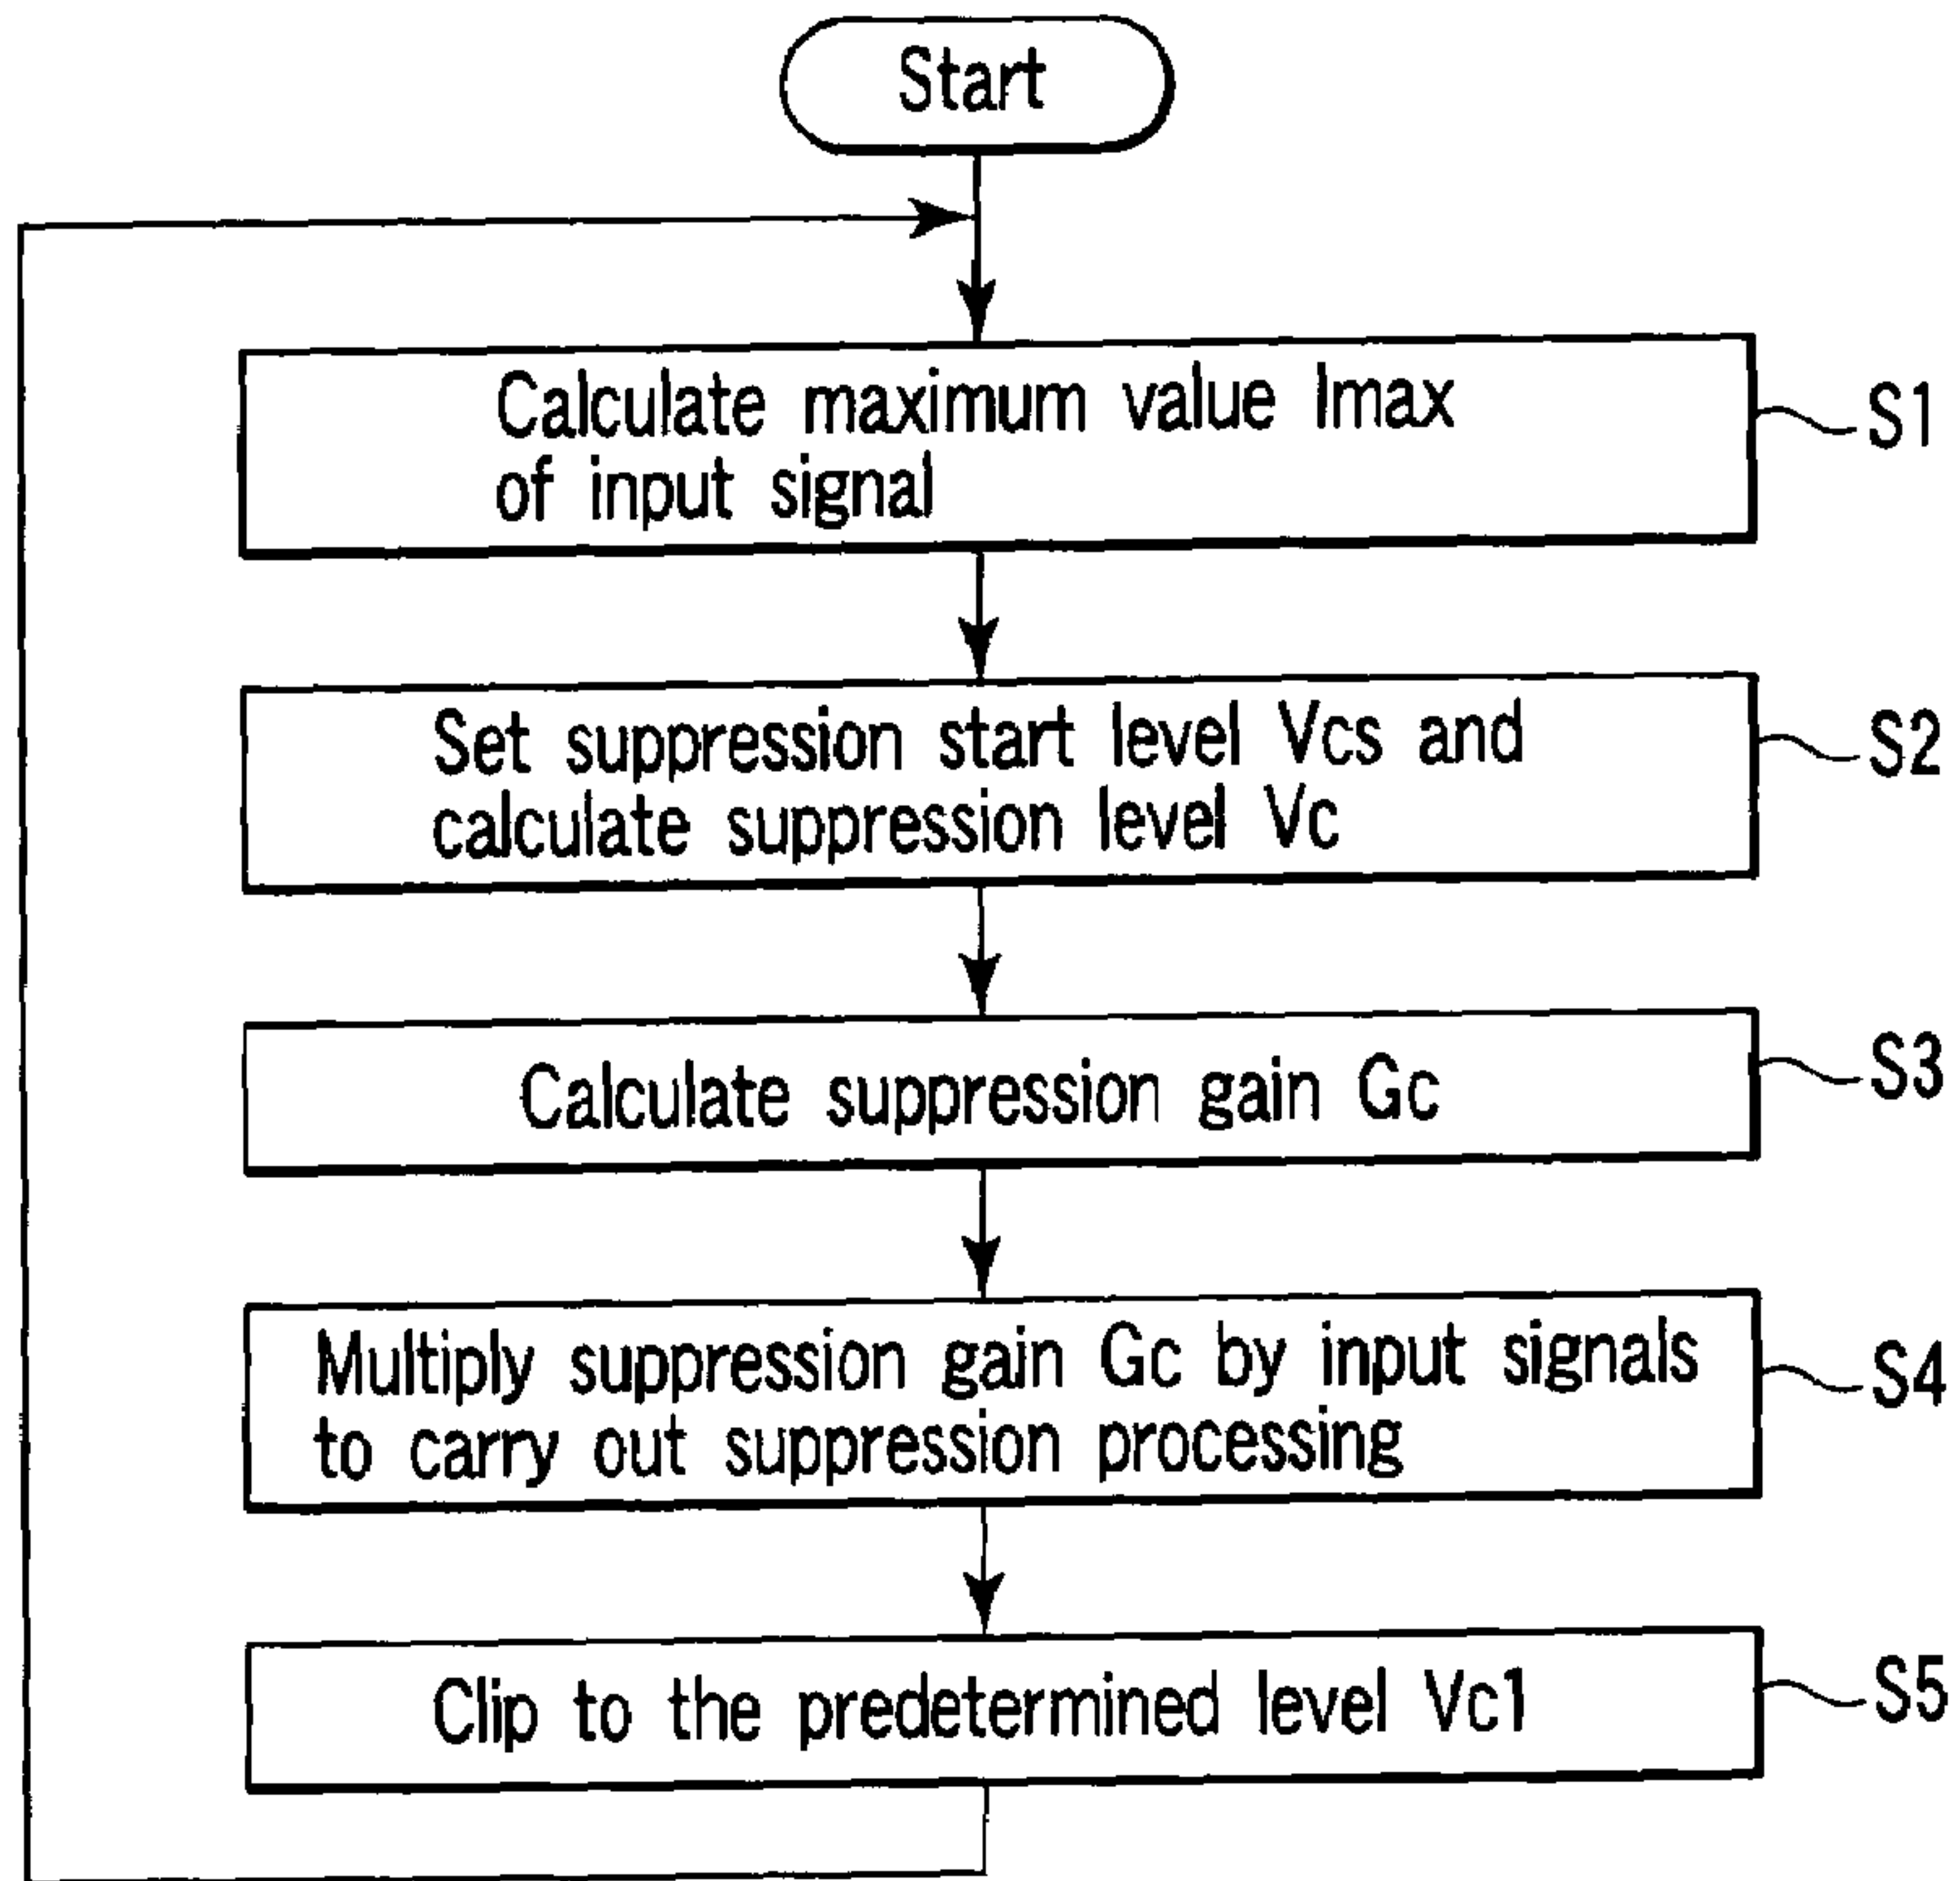 Start
Calculate maximum value Imax
of input signal
S1
Set suppression start level Vcs and
calculate suppression level Vc
S2
Calculate suppression gain Gc
S3
Multiply suppression gain Gc by input signals
to carry out suppression processing
S4
Clip to the predetermined level Vc1
S5